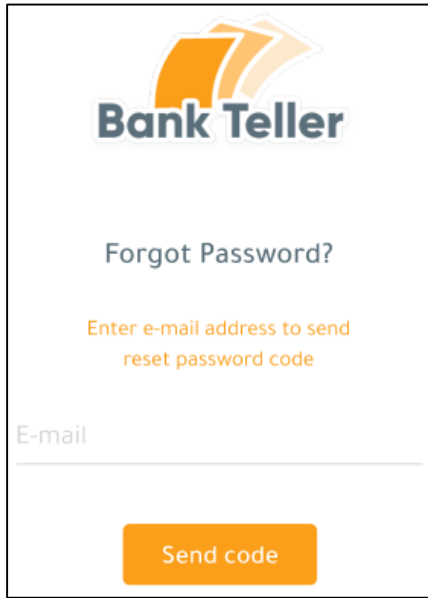 Bank Teller
Forgot Password?
Enter e-mail address to send
reset password code
E-mail
Send code